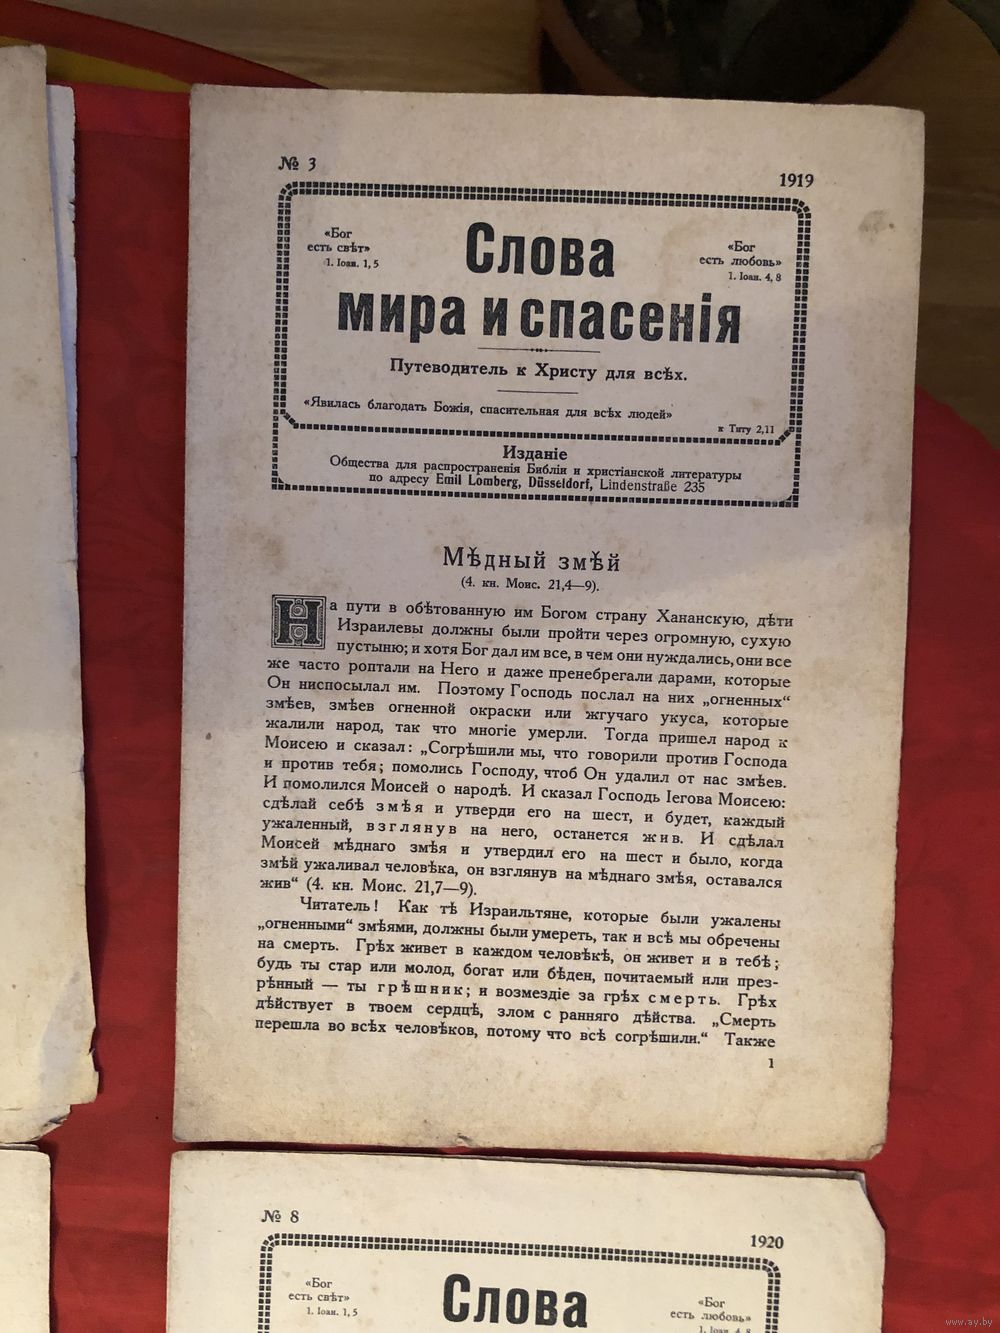 № 3
1919
«Бог
есть свѣт»
1. Іоан. 1, 5
Слова
мира и спасенія
«Бог
есть любовь»
1. Іоан. 4, 8
Путеводитель к Христу для всѣх.
«Явилась благодать Божія, спасительная для всѣх людей»
к Титу 2,11
Изданіе
Общества для распространенія Библіи и христіанской литературы
по адресу Emil Lomberg, Düsseldorf, Lindenstraße 235
Мѣдный змѣй
(4. кн. Моис. 21,4—9).
На пути в обѣтованную им Богом страну Хананскую, дѣти
Израилевы должны были пройти через огромную, сухую
пустыню; и хотя Бог дал им все, в чем они нуждались, они все
же часто роптали на Него и даже пренебрегали дарами, которые
Он ниспосылал им. Поэтому Господь послал на них „огненных“
змѣев, змѣев огненной окраски или жгучаго укуса, которые
жалили народ, так что многіе умерли. Тогда пришел народ к
Моисею и сказал: „Согрѣшили мы, что говорили против Господа
и против тебя; помолись Господу, чтоб Он удалил от нас змѣев.
И помолился Моисей о народѣ. И сказал Господь Іегова Моисею:
сдѣлай себѣ змѣя и утверди его на шест, и будет, каждый
ужаленный, взглянув на него, останется жив. И сдѣлал
Моисей мѣднаго змѣя и утвердил его на шест и было, когда
змѣй ужаливал человѣка, он взглянув на мѣднаго змѣя, оставался
жив“ (4. кн. Моис. 21,7—9).
Читатель! Как тѣ Израильтяне, которые были ужалены
„огненными“ змѣями, должны были умереть, так и всѣ мы обречены
на смерть. Грѣх живет в каждом человѣкѣ, он живет и в тебѣ;
будь ты стар или молод, богат или бѣден, почитаемый или през-
рѣнный — ты грѣшник; и возмездіе за грѣх смерть. Грѣх
дѣйствует в твоем сердцѣ, злом с ранняго дѣйства. „Смерть
перешла во всѣх человѣков, потому что всѣ согрѣшили.“ Также
1
№ 8
1920
«Бог
есть свѣт»
1. Іоан. 1, 5
Слова
«Бог
есть любовь»
1. Іоан. 4, 8
www.ay.by